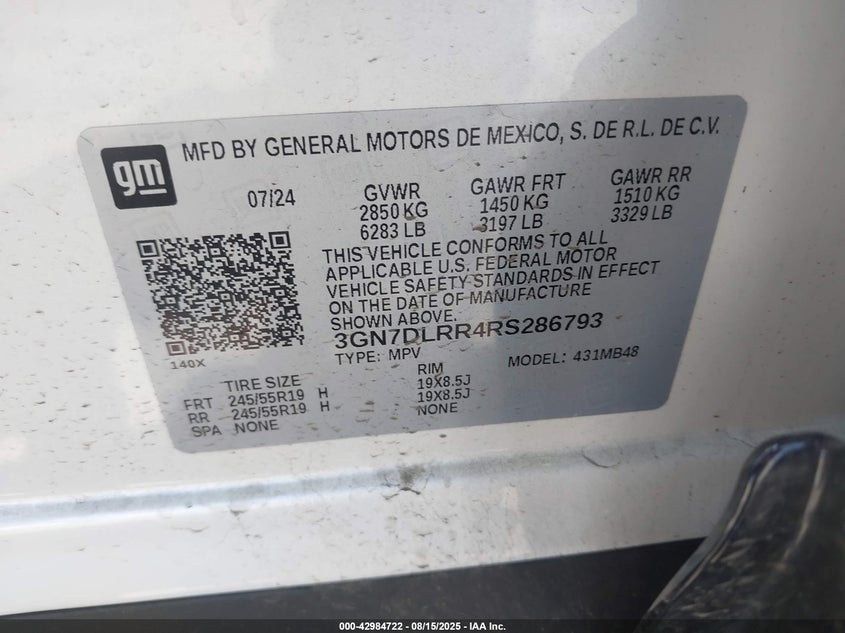 MFD BY GENERAL MOTORS DE MEXICO, S. DE R.L. DE C.V.
gm
07/24
GVWR GAWR FRT GAWR RR
2850 KG 1450 KG 1510 KG
6283 LB 3197 LB 3329 LB
THIS VEHICLE CONFORMS TO ALL
APPLICABLE U.S. FEDERAL MOTOR
VEHICLE SAFETY STANDARDS IN EFFECT
ON THE DATE OF MANUFACTURE
SHOWN ABOVE.
3GN7DLRR4RS286793
TYPE: MPV MODEL: 431MB48
140X
TIRE SIZE RIM
FRT 245/55R19 H 19X8.5J
RR 245/55R19 H 19X8.5J
SPA NONE NONE
000-42984722 - 08/15/2025 - IAA Inc.